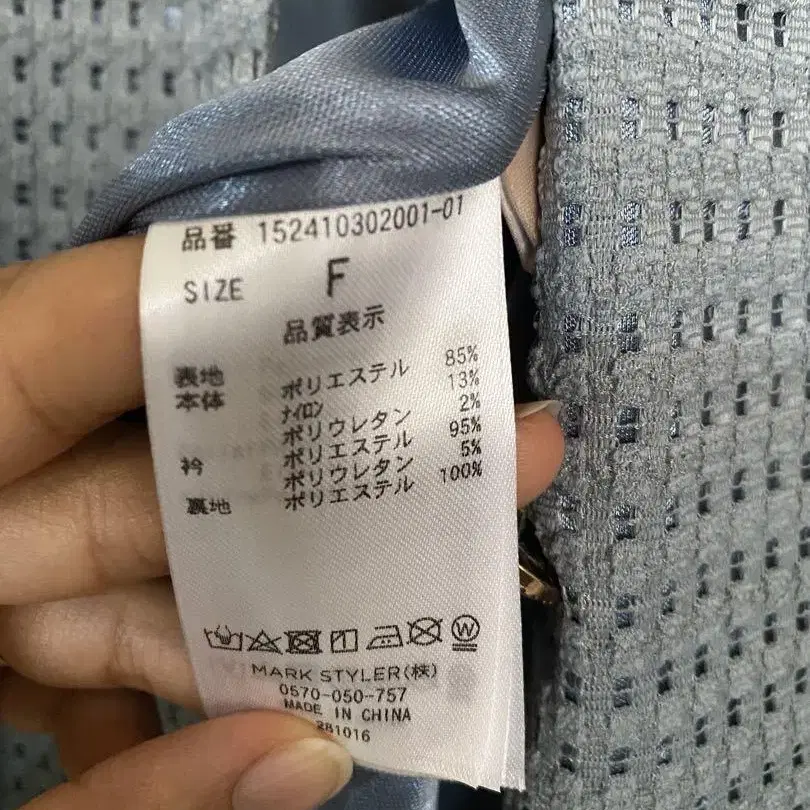 品番 152410302001-01
SIZE F
品質表示
表地
本体 ポリエステル 85%
ナイロン 13%
ポリウレタン 2%
衿 ポリエステル 95%
ポリウレタン 5%
裏地 ポリエステル 100%
W
MARK STYLER(株)
0570-050-757
MADE IN CHINA
281016